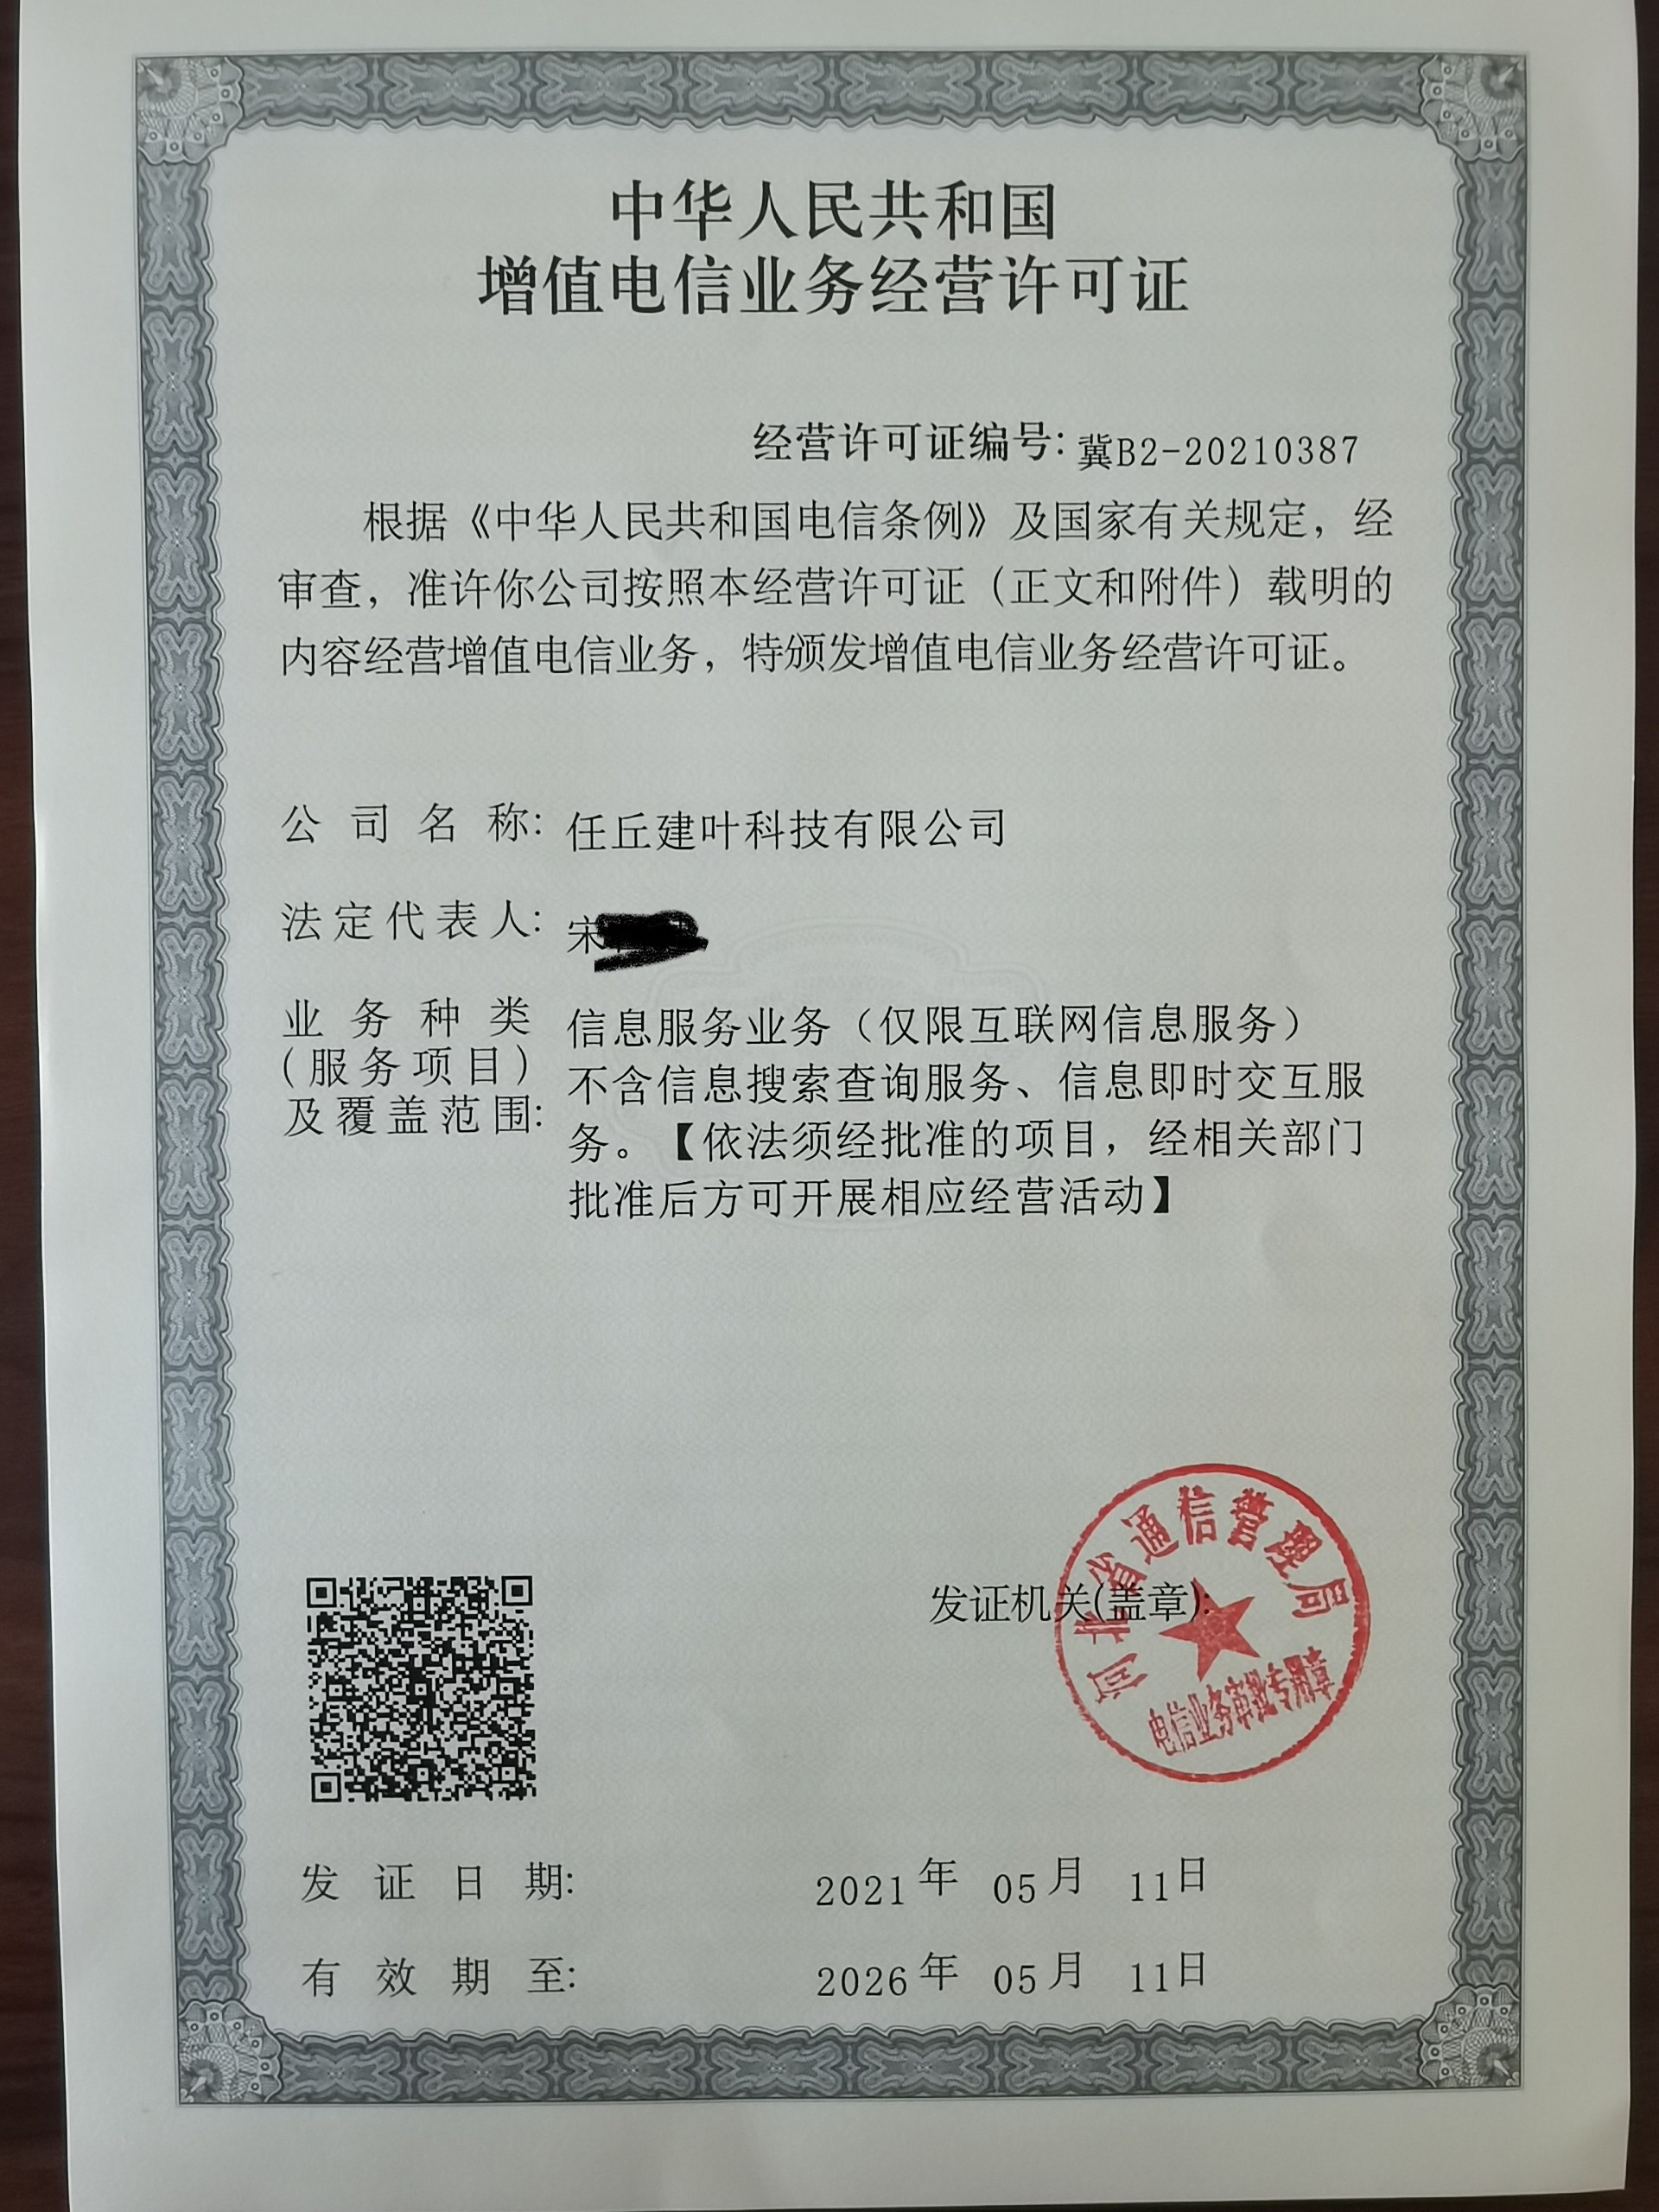 中华人民共和国
增值电信业务经营许可证
经营许可证编号：冀B2-20210387
根据《中华人民共和国电信条例》及国家有关规定，经
审查，准许你公司按照本经营许可证（正文和附件）载明的
内容经营增值电信业务，特颁发增值电信业务经营许可证。
公司名称：任丘建叶科技有限公司
法定代表人：宋
业务种类
(服务项目)
及覆盖范围：
信息服务业务（仅限互联网信息服务）
不含信息搜索查询服务、信息即时交互服
务。【依法须经批准的项目，经相关部门
批准后方可开展相应经营活动】
发证机关(盖章):
河北省通信管理局
电信业务审批专用章
发证日期: 2021年 05月 11日
有效期至: 2026年 05月 11日